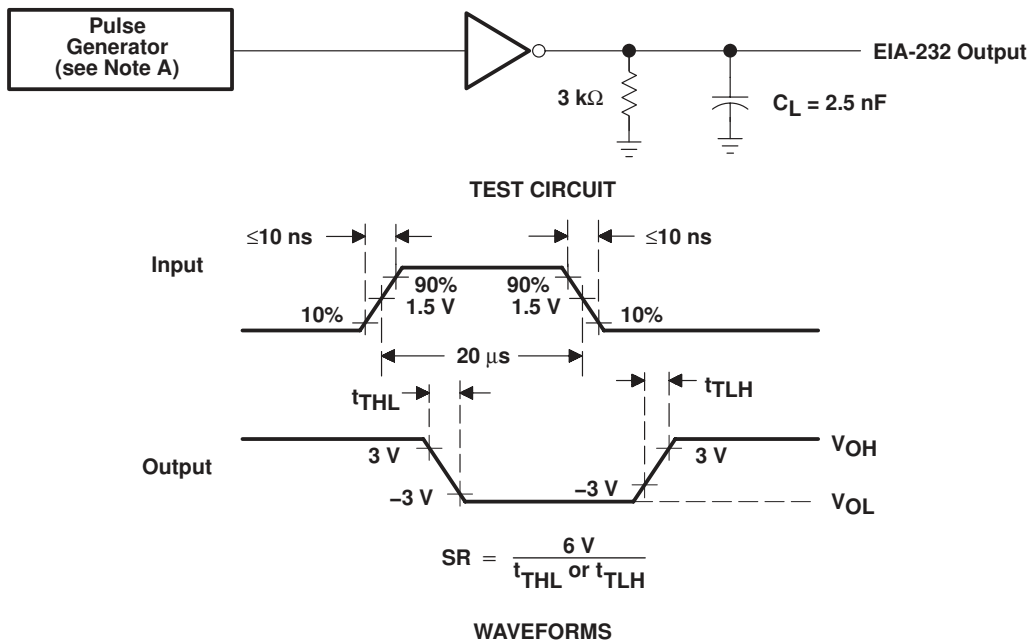 Pulse
Generator
(see Note A)
EIA-232 Output
3 kΩ
CL = 2.5 nF
TEST CIRCUIT
≤10 ns
≤10 ns
Input
90%
90%
1.5 V
1.5 V
10%
10%
20 μs
tTHL
tTLH
Output
3 V
3 V
VOH
−3 V
−3 V
VOL
SR = 6 V / tTHL or tTLH
WAVEFORMS